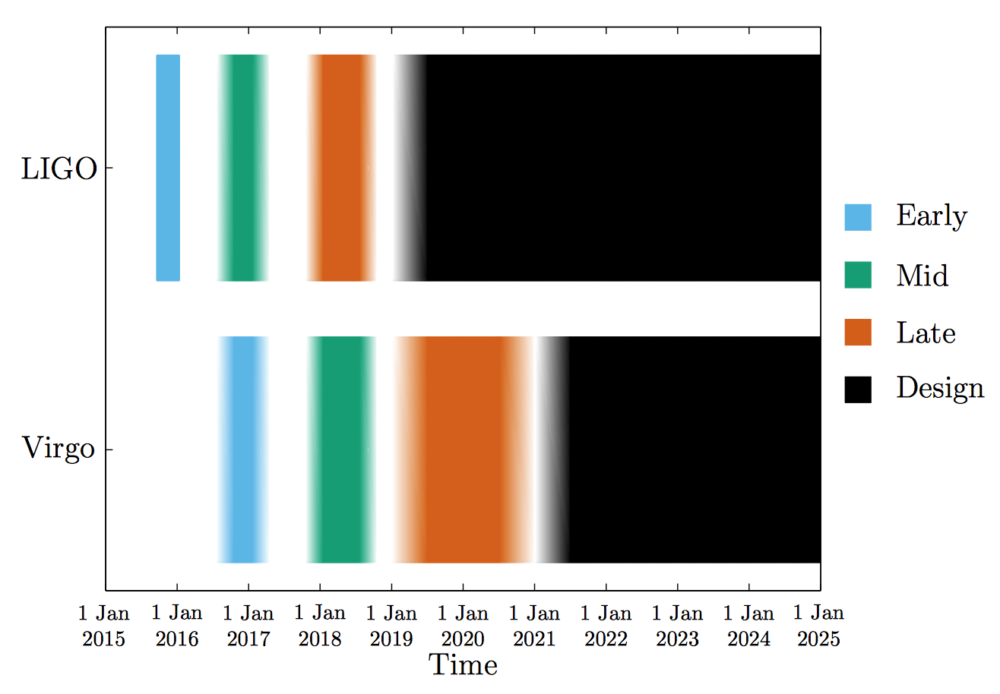 LIGO
Virgo
Early
Mid
Late
Design
1 Jan 1 Jan 1 Jan 1 Jan 1 Jan 1 Jan 1 Jan 1 Jan 1 Jan 1 Jan 1 Jan
2015 2016 2017 2018 2019 2020 2021 2022 2023 2024 2025
Time